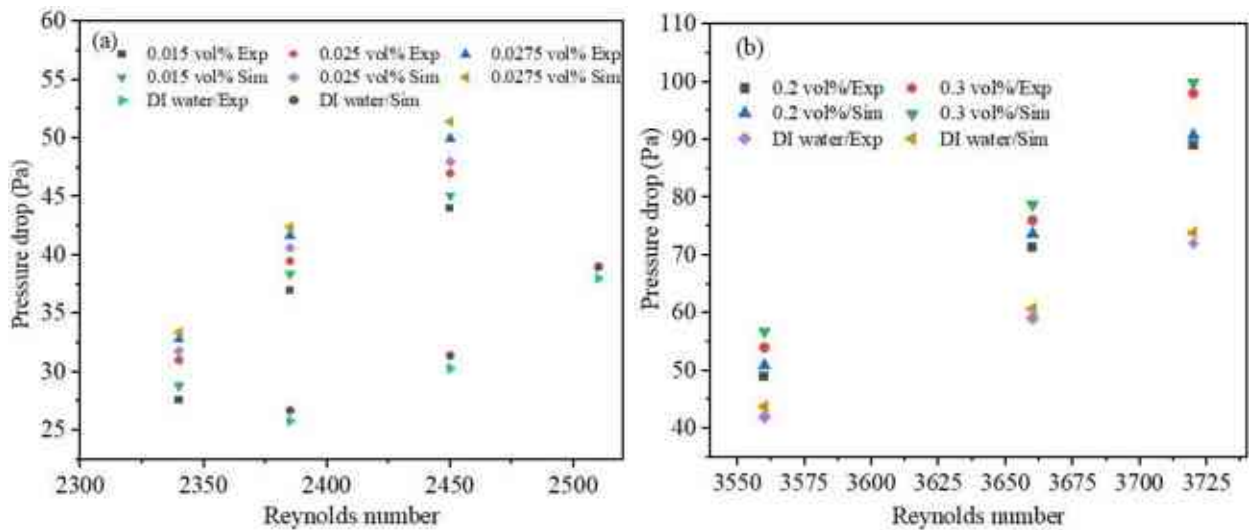 (a)
0.015 vol% Exp 0.025 vol% Exp 0.0275 vol% Exp
0.015 vol% Sim 0.025 vol% Sim 0.0275 vol% Sim
DI water/Exp DI water/Sim
Pressure drop (Pa)
60
55
50
45
40
35
30
25
2300 2350 2400 2450 2500
Reynolds number
(b)
0.2 vol%/Exp 0.3 vol%/Exp
0.2 vol%/Sim 0.3 vol%/Sim
DI water/Exp DI water/Sim
Pressure drop (Pa)
110
100
90
80
70
60
50
40
3550 3575 3600 3625 3650 3675 3700 3725
Reynolds number